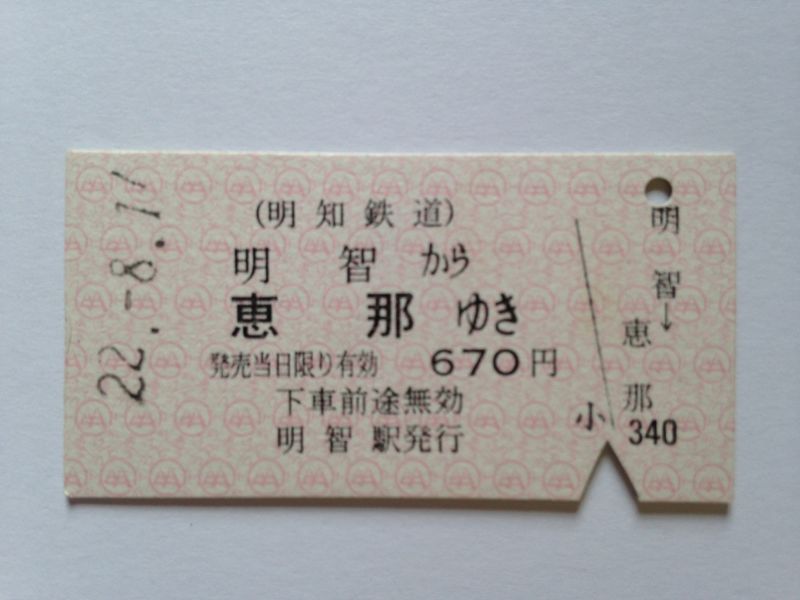 22.-8.11
(明知鉄道)
明智から
恵那ゆき
発売当日限り有効 670円
下車前途無効
明智駅発行
小
明智→恵那
340